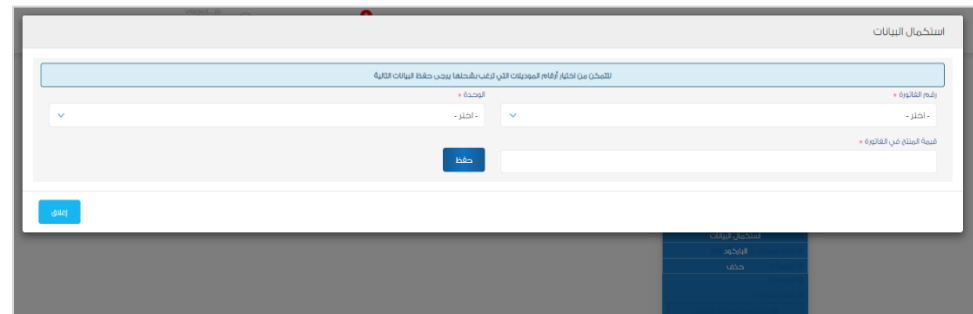 استكمال البيانات
للتمكن من اختيار أرقام الموديلات التي ترغب بشحنها يرجى حفظ البيانات التالية
رقم الفاتورة *
الوحدة *
- اختر -
- اختر -
قيمة المنتج في الفاتورة *
حفظ
إغلاق
استكمال البيانات
الباركود
حذف